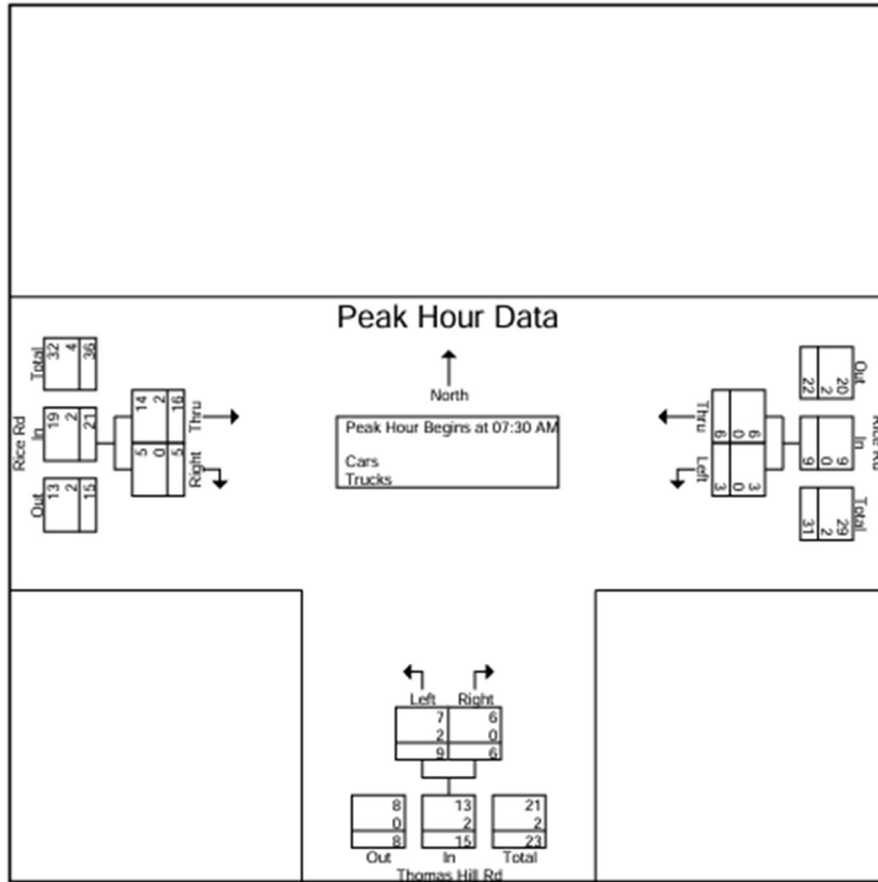 Peak Hour Data
North
Peak Hour Begins at 07:30 AM
Cars
Trucks
Rice Rd
Total
32
4
36
In
19
2
21
Out
13
2
15
Thru
14
2
16
Right
5
0
5
Rice Rd
Out
20
2
22
In
9
0
9
Total
29
2
31
Thru
6
0
6
Left
3
0
3
Left Right
7 6
2 0
9 6
8 13 21
0 2 2
8 15 23
Out In Total
Thomas Hill Rd